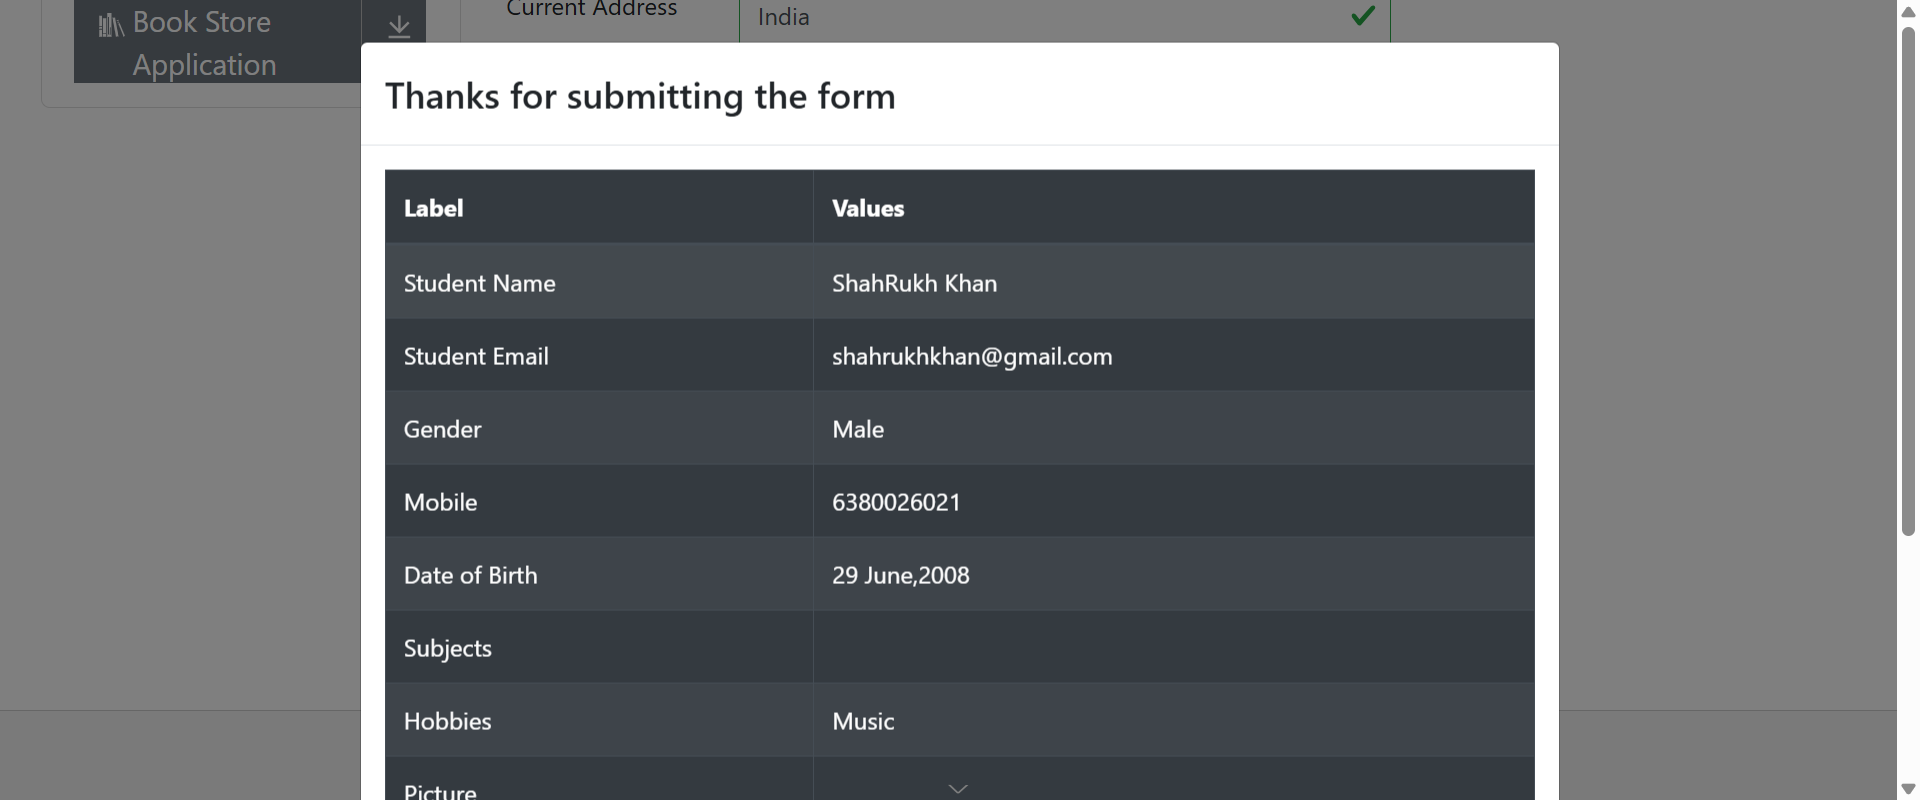 Book Store
Application
Current Address
India
Thanks for submitting the form
Label Values
Student Name ShahRukh Khan
Student Email shahrukhkhan@gmail.com
Gender Male
Mobile 6380026021
Date of Birth 29 June,2008
Subjects
Hobbies Music
Picture